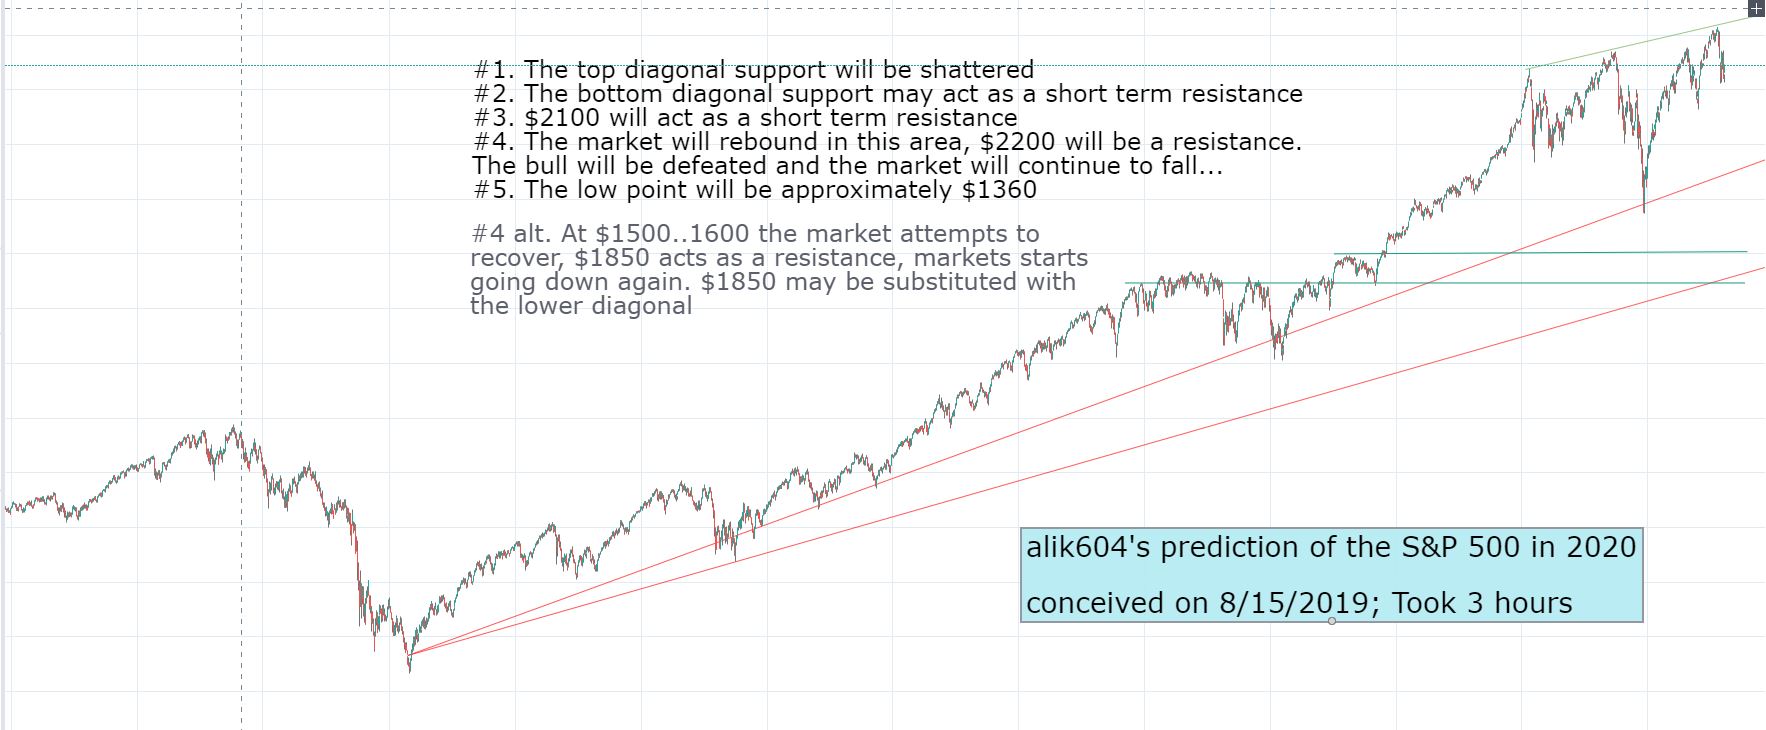 #1. The top diagonal support will be shattered
#2. The bottom diagonal support may act as a short term resistance
#3. $2100 will act as a short term resistance
#4. The market will rebound in this area, $2200 will be a resistance.
The bull will be defeated and the market will continue to fall...
#5. The low point will be approximately $1360
#4 alt. At $1500..1600 the market attempts to
recover, $1850 acts as a resistance, markets starts
going down again. $1850 may be substituted with
the lower diagonal
alik604's prediction of the S&P 500 in 2020
conceived on 8/15/2019; Took 3 hours